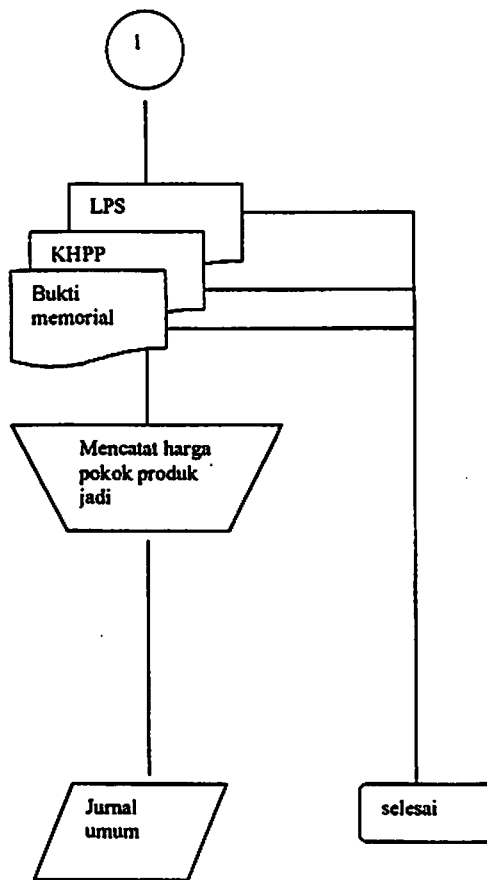 1
LPS
KHPP
Bukti
memorial
Mencatat harga
pokok produk
jadi
Jurnal
umum
selesai